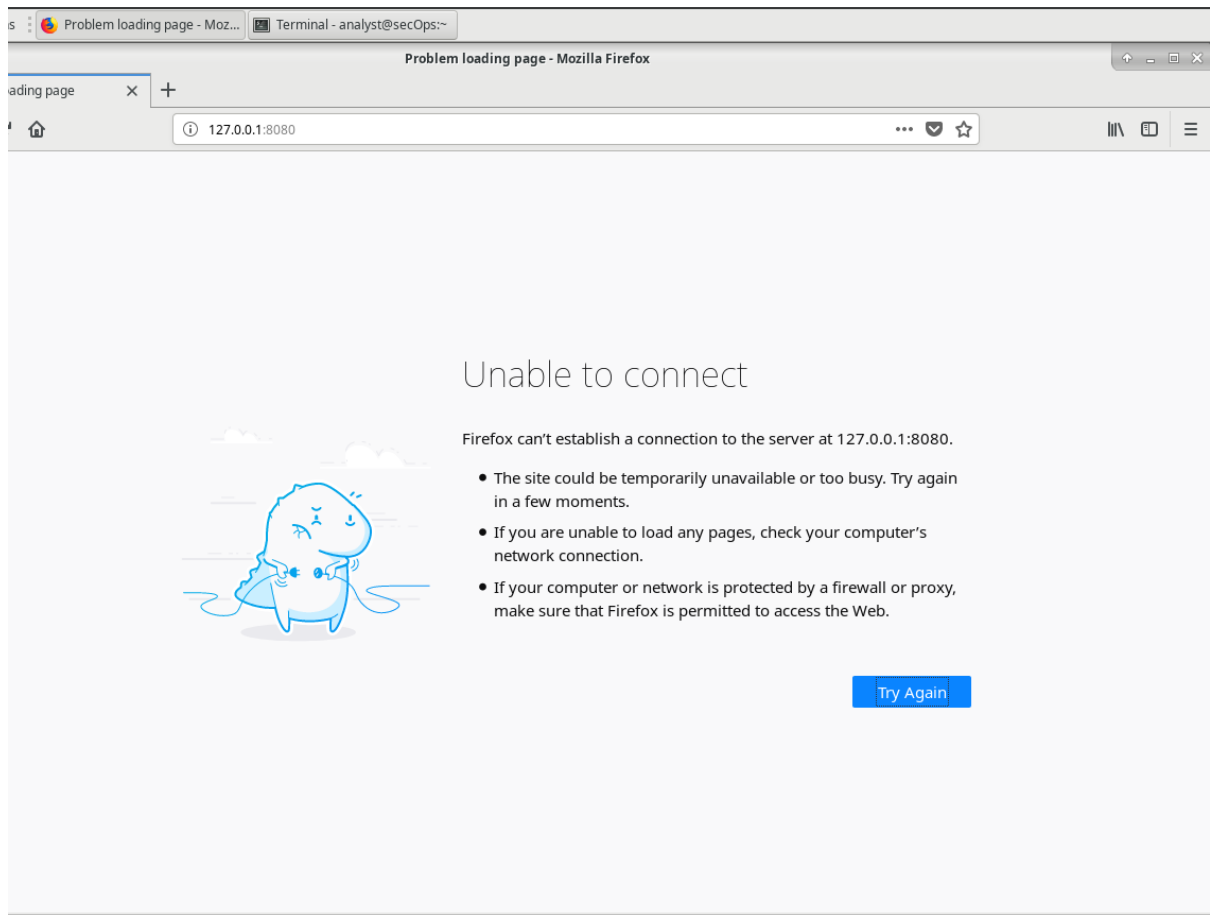 s Problem loading page - Moz... Terminal - analyst@secOps:~
Problem loading page - Mozilla Firefox
ading page
127.0.0.1:8080
Unable to connect
Firefox can’t establish a connection to the server at 127.0.0.1:8080.
The site could be temporarily unavailable or too busy. Try again
in a few moments.
If you are unable to load any pages, check your computer’s
network connection.
If your computer or network is protected by a firewall or proxy,
make sure that Firefox is permitted to access the Web.
Try Again